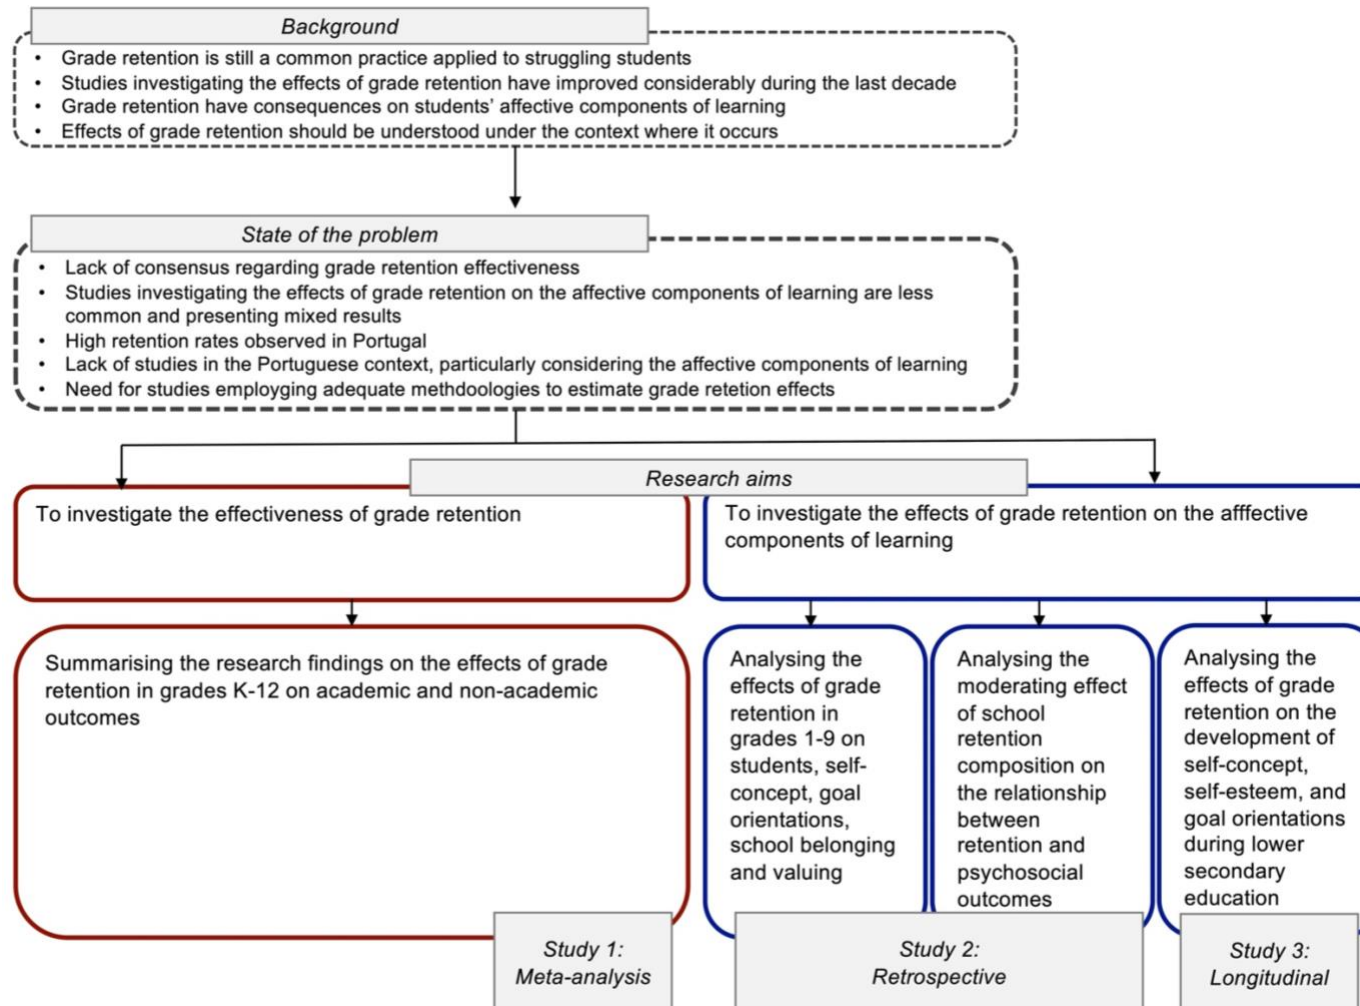 Background
• Grade retention is still a common practice applied to struggling students
• Studies investigating the effects of grade retention have improved considerably during the last decade
• Grade retention have consequences on students' affective components of learning
• Effects of grade retention should be understood under the context where it occurs
State of the problem
• Lack of consensus regarding grade retention effectiveness
• Studies investigating the effects of grade retention on the affective components of learning are less
common and presenting mixed results
• High retention rates observed in Portugal
• Lack of studies in the Portuguese context, particularly considering the affective components of learning
• Need for studies employging adequate methdoologies to estimate grade retetion effects
Research aims
To investigate the effectiveness of grade retention
Summarising the research findings on the effects of grade
retention in grades K-12 on academic and non-academic
outcomes
Study 1:
Meta-analysis
To investigate the effects of grade retention on the afffective
components of learning
Analysing the
effects of grade
retention in
grades 1-9 on
students, self-
concept, goal
orientations,
school belonging
and valuing
Analysing the
moderating effect
of school
retention
composition on
the relationship
between
retention and
psychosocial
outcomes
Study 2:
Retrospective
Analysing the
effects of grade
retention on the
development of
self-concept,
self-esteem, and
goal orientations
during lower
secondary
education
Study 3:
Longitudinal